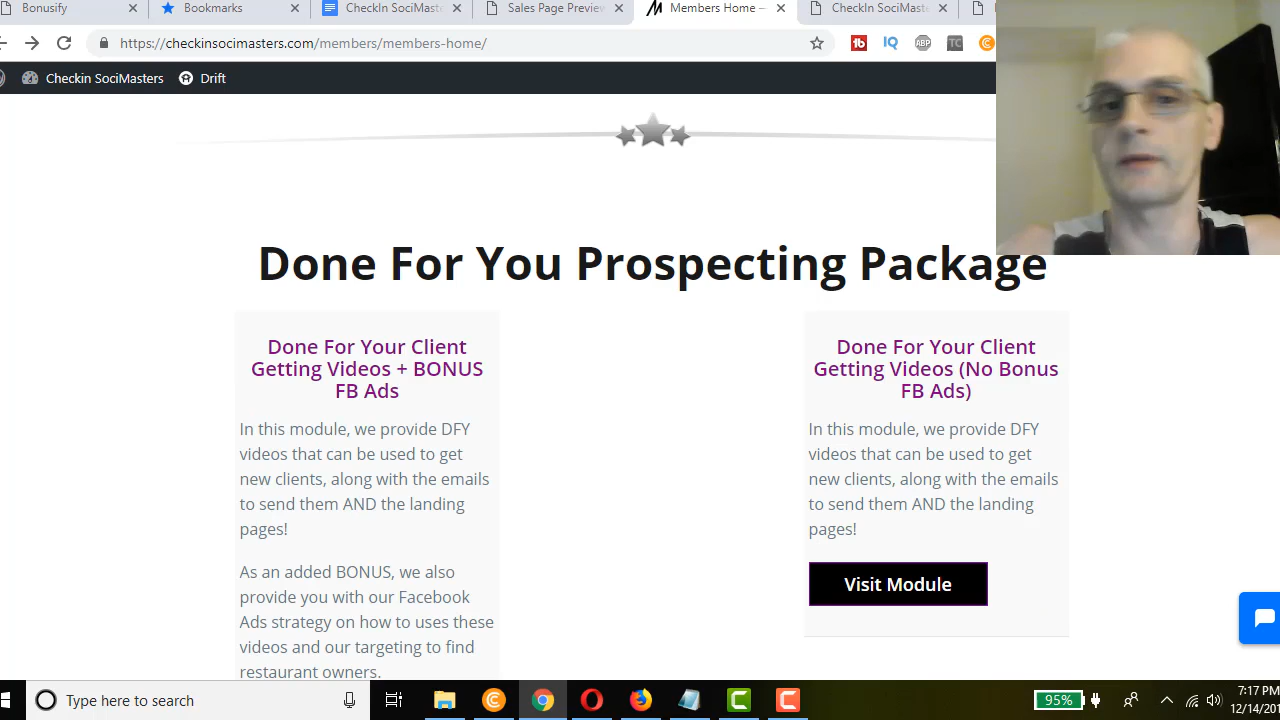 Bonusify
Bookmarks
CheckIn SociMaste
Sales Page Preview
Members Home –
CheckIn SociMaste
https://checkinsocimasters.com/members/members-home/
1b
IQ
ABP
TC
Checkin SociMasters
Drift
Done For You Prospecting Package
Done For Your Client
Getting Videos + BONUS
FB Ads
In this module, we provide DFY
videos that can be used to get
new clients, along with the emails
to send them AND the landing
pages!
As an added BONUS, we also
provide you with our Facebook
Ads strategy on how to uses these
videos and our targeting to find
restaurant owners.
Done For Your Client
Getting Videos (No Bonus
FB Ads)
In this module, we provide DFY
videos that can be used to get
new clients, along with the emails
to send them AND the landing
pages!
Visit Module
Type here to search
95%
7:17 PM
12/14/201